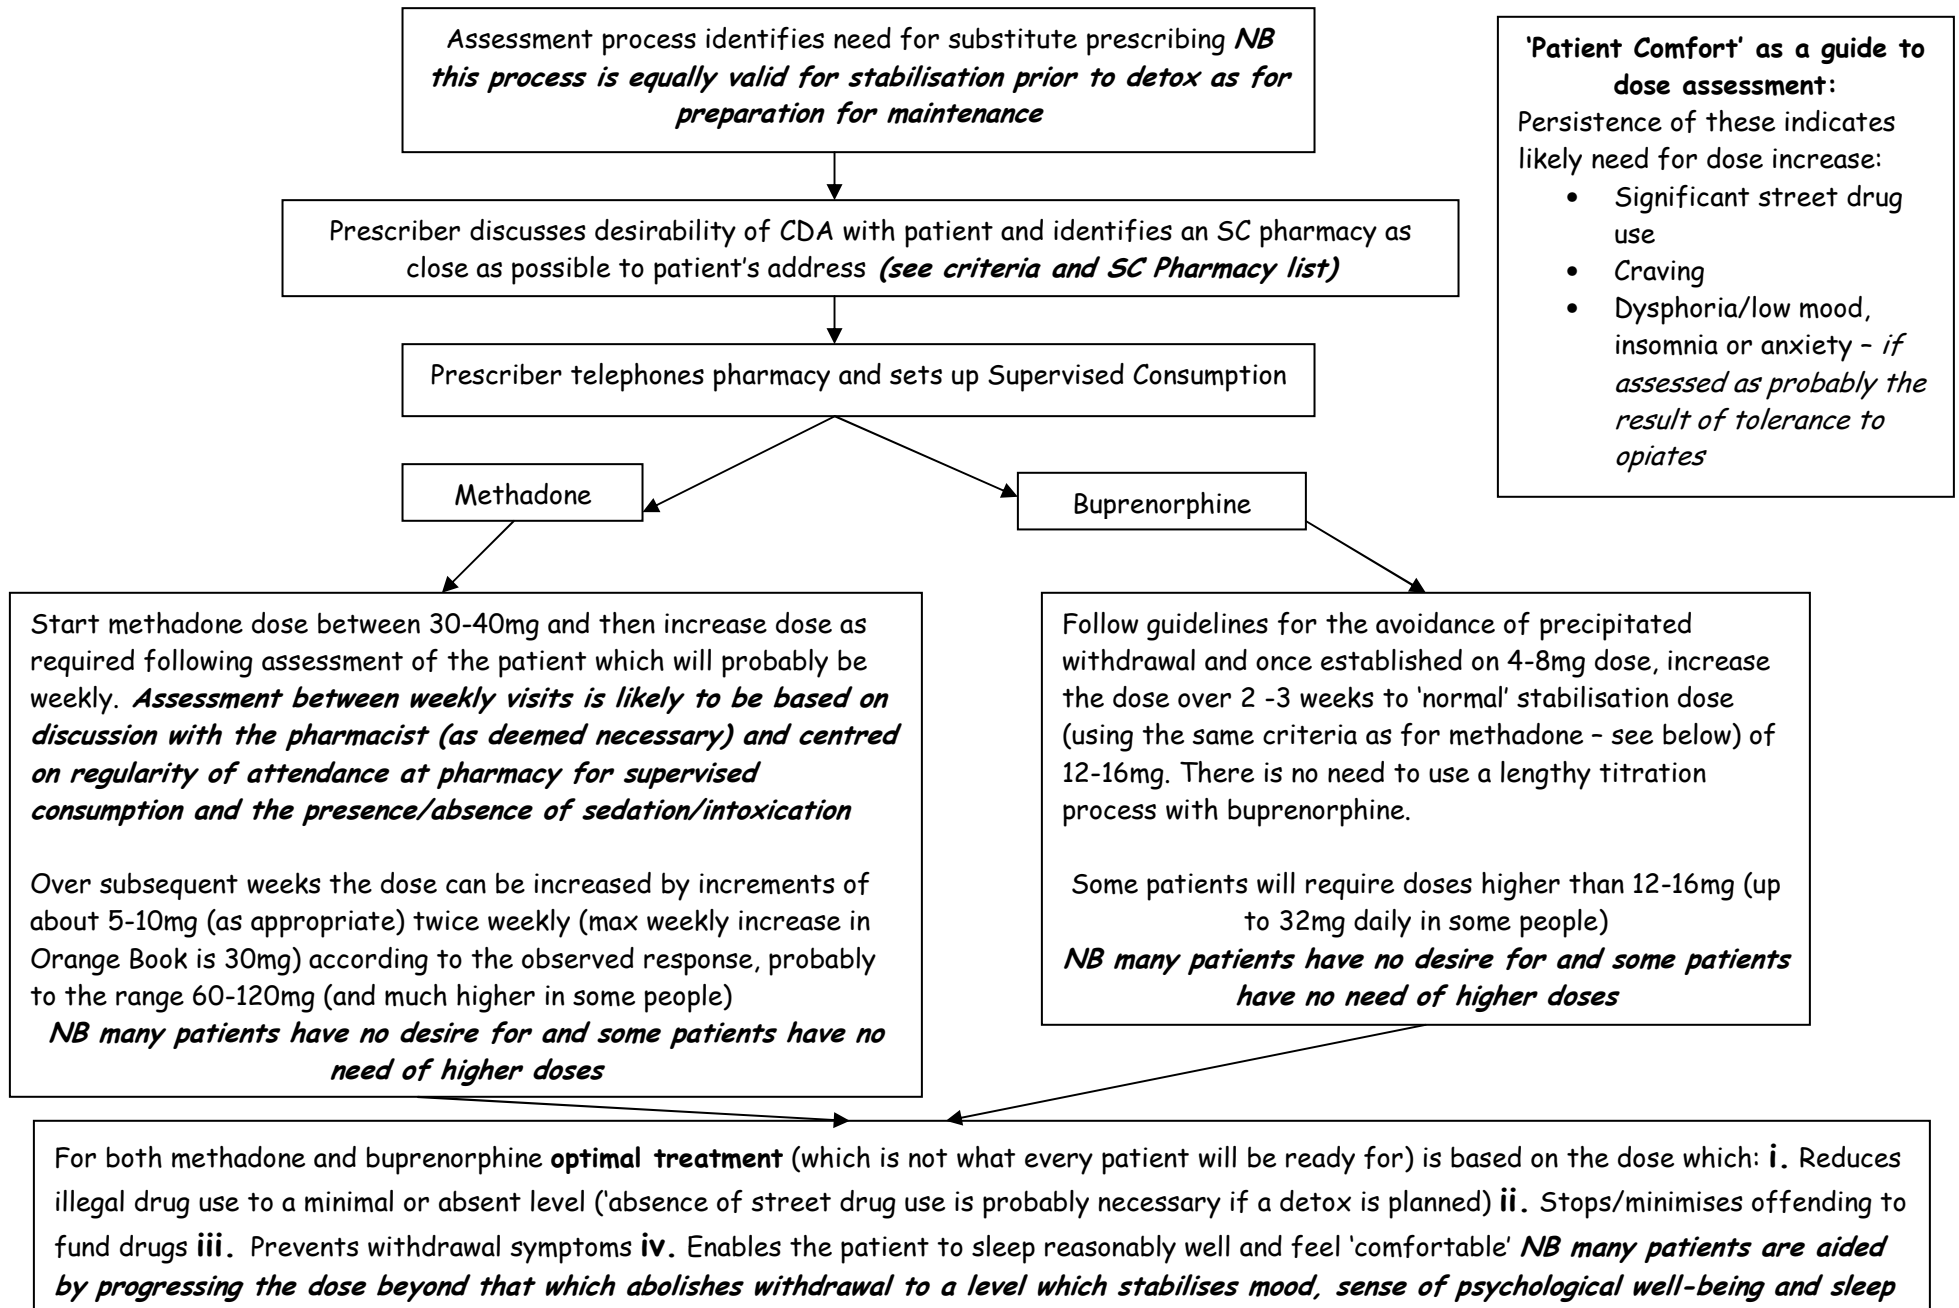 Assessment process identifies need for substitute prescribing NB
this process is equally valid for stabilisation prior to detox as for
preparation for maintenance
Prescriber discusses desirability of CDA with patient and identifies an SC pharmacy as
close as possible to patient's address (see criteria and SC Pharmacy list)
Prescriber telephones pharmacy and sets up Supervised Consumption
'Patient Comfort' as a guide to
dose assessment:
Persistence of these indicates
likely need for dose increase:
• Significant street drug
use
• Craving
• Dysphoria/low mood,
insomnia or anxiety – if
assessed as probably the
result of tolerance to
opiates
Methadone
Buprenorphine
Start methadone dose between 30-40mg and then increase dose as
required following assessment of the patient which will probably be
weekly. Assessment between weekly visits is likely to be based on
discussion with the pharmacist (as deemed necessary) and centred
on regularity of attendance at pharmacy for supervised
consumption and the presence/absence of sedation/intoxication
Over subsequent weeks the dose can be increased by increments of
about 5-10mg (as appropriate) twice weekly (max weekly increase in
Orange Book is 30mg) according to the observed response, probably
to the range 60-120mg (and much higher in some people)
NB many patients have no desire for and some patients have no
need of higher doses
Follow guidelines for the avoidance of precipitated
withdrawal and once established on 4-8mg dose, increase
the dose over 2 -3 weeks to 'normal' stabilisation dose
(using the same criteria as for methadone – see below) of
12-16mg. There is no need to use a lengthy titration
process with buprenorphine.
Some patients will require doses higher than 12-16mg (up
to 32mg daily in some people)
NB many patients have no desire for and some patients
have no need of higher doses
For both methadone and buprenorphine optimal treatment (which is not what every patient will be ready for) is based on the dose which: i. Reduces
illegal drug use to a minimal or absent level ('absence of street drug use is probably necessary if a detox is planned) ii. Stops/minimises offending to
fund drugs iii. Prevents withdrawal symptoms iv. Enables the patient to sleep reasonably well and feel 'comfortable' NB many patients are aided
by progressing the dose beyond that which abolishes withdrawal to a level which stabilises mood, sense of psychological well-being and sleep